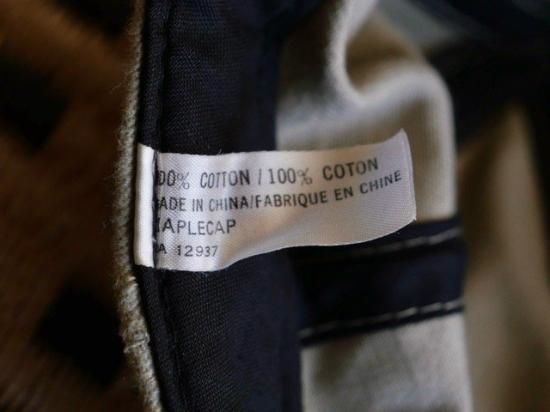 00% COTTON / 100% COTON
ADE IN CHINA/FABRIQUE EN CHINE
APLECAP
A 12937